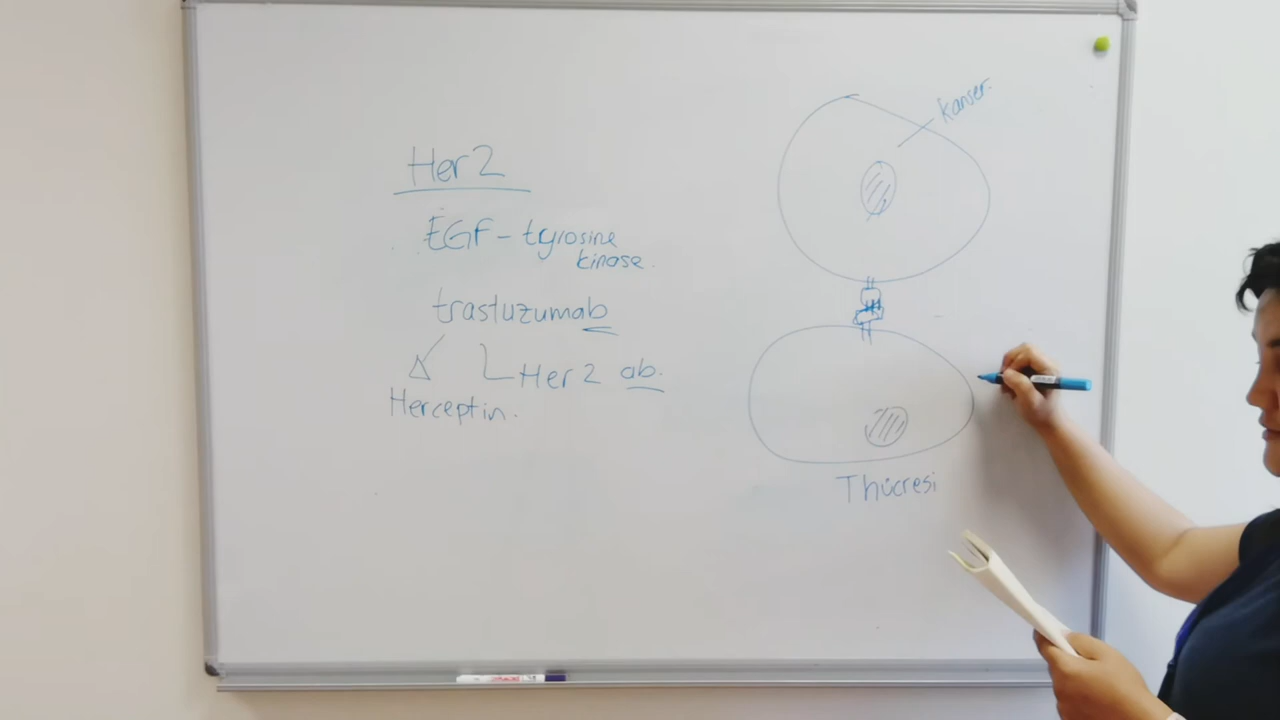 Her 2
EGF - tyrosine
kinase.
trastuzumab
Her 2 ab.
Herceptin.
kanser.
T hücresi